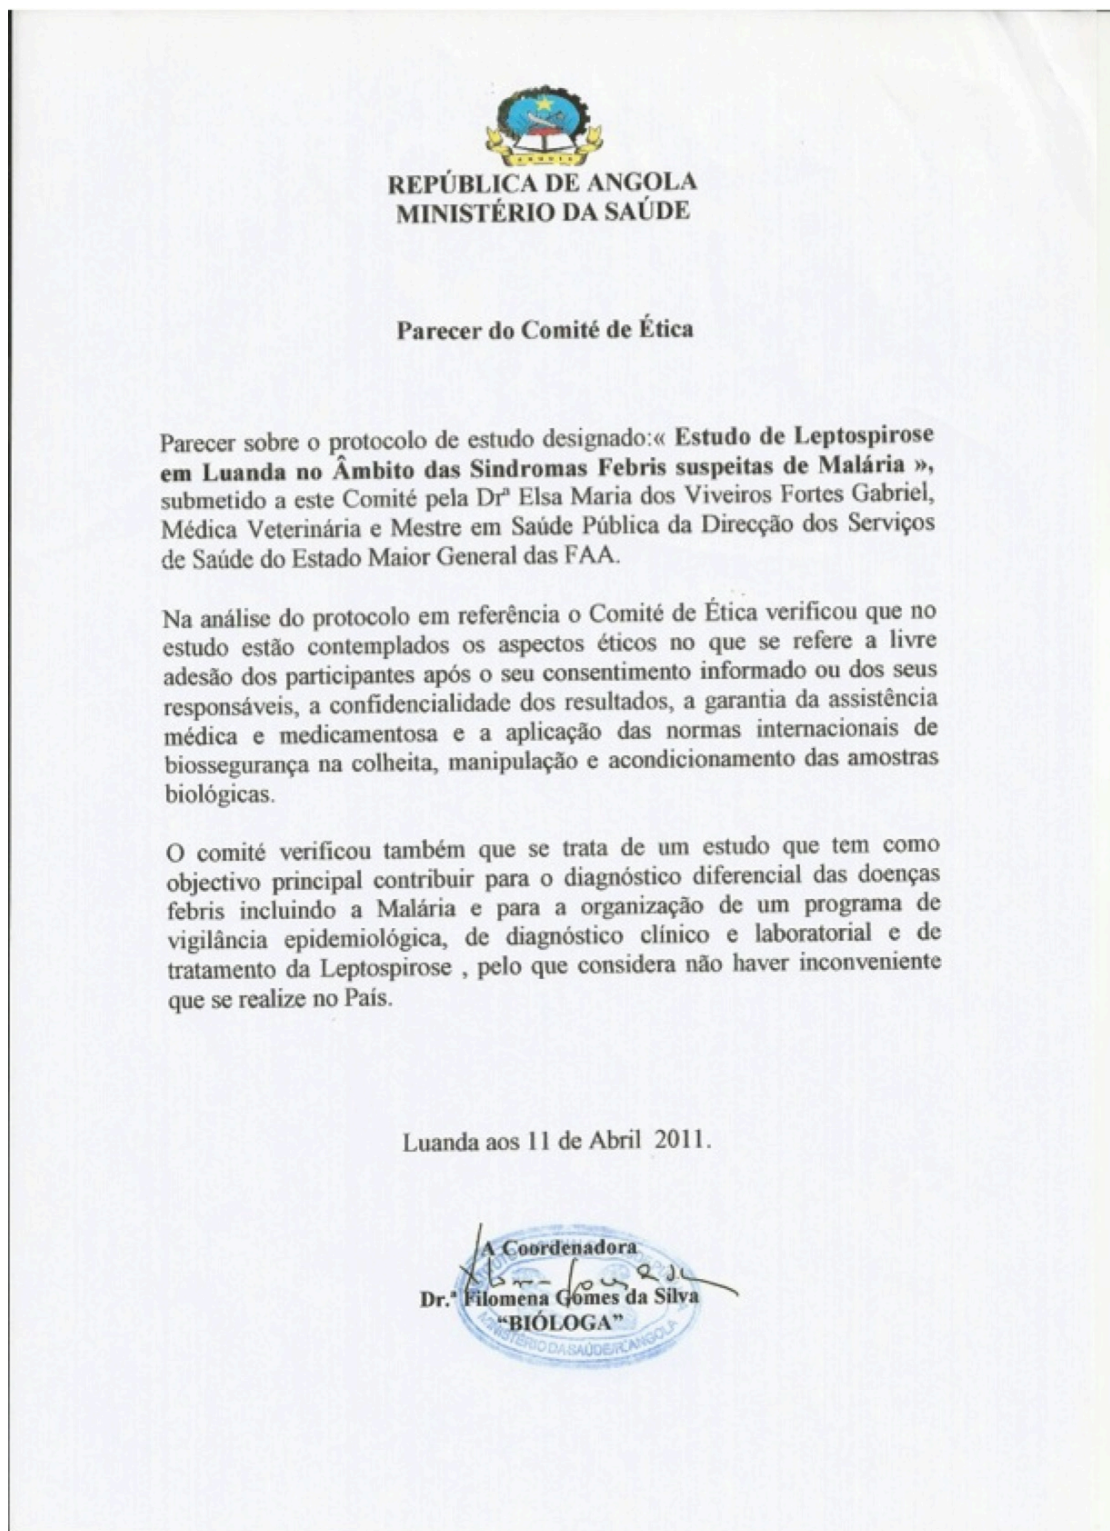 ANGOLA
REPÚBLICA DE ANGOLA
MINISTÉRIO DA SAÚDE
Parecer do Comité de Ética
Parecer sobre o protocolo de estudo designado:« Estudo de Leptospirose
em Luanda no Âmbito das Sindromas Febris suspeitas de Malária »,
submetido a este Comité pela Drª Elsa Maria dos Viveiros Fortes Gabriel,
Médica Veterinária e Mestre em Saúde Pública da Direcção dos Serviços
de Saúde do Estado Maior General das FAA.
Na análise do protocolo em referência o Comité de Ética verificou que no
estudo estão contemplados os aspectos éticos no que se refere a livre
adesão dos participantes após o seu consentimento informado ou dos seus
responsáveis, a confidencialidade dos resultados, a garantia da assistência
médica e medicamentosa e a aplicação das normas internacionais de
biossegurança na colheita, manipulação e acondicionamento das amostras
biológicas.
O comité verificou também que se trata de um estudo que tem como
objectivo principal contribuir para o diagnóstico diferencial das doenças
febris incluindo a Malária e para a organização de um programa de
vigilância epidemiológica, de diagnóstico clínico e laboratorial e de
tratamento da Leptospirose , pelo que considera não haver inconveniente
que se realize no País.
Luanda aos 11 de Abril 2011.
A Coordenadora
Dr.ª Filomena Gomes da Silva
“BIÓLOGA”
MINISTÉRIO DA SAÚDE/R.ANGOLA